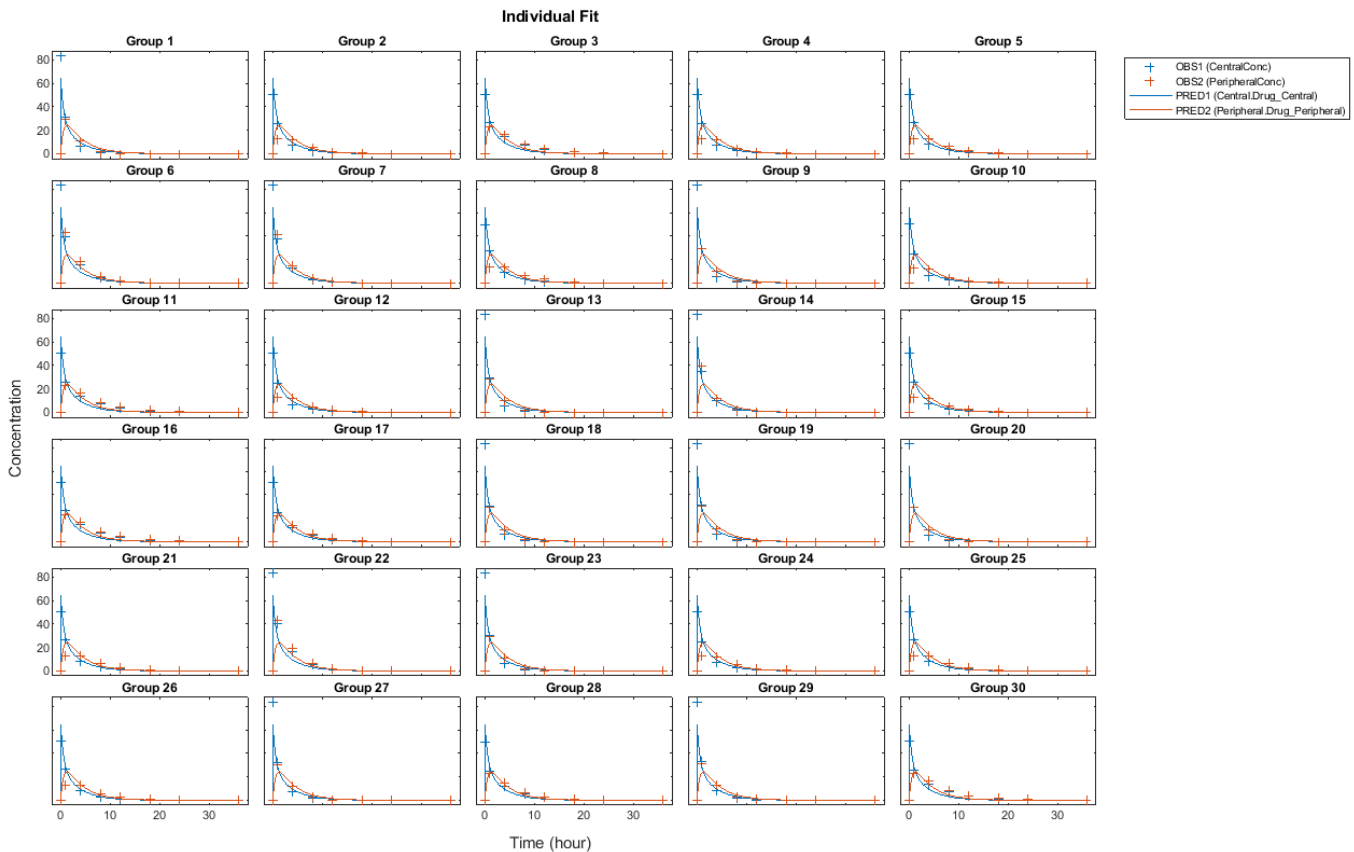 Individual Fit
Group 1 Group 2 Group 3 Group 4 Group 5
80
60
40
20
0
OBS1 (CentralConc)
OBS2 (PeripheralConc)
PRED1 (Central.Drug_Central)
PRED2 (Peripheral.Drug_Peripheral)
Group 6 Group 7 Group 8 Group 9 Group 10
Group 11 Group 12 Group 13 Group 14 Group 15
80
60
40
20
0
Concentration
Group 16 Group 17 Group 18 Group 19 Group 20
Group 21 Group 22 Group 23 Group 24 Group 25
80
60
40
20
0
Group 26 Group 27 Group 28 Group 29 Group 30
0 10 20 30 0 10 20 30 0 10 20 30
Time (hour)